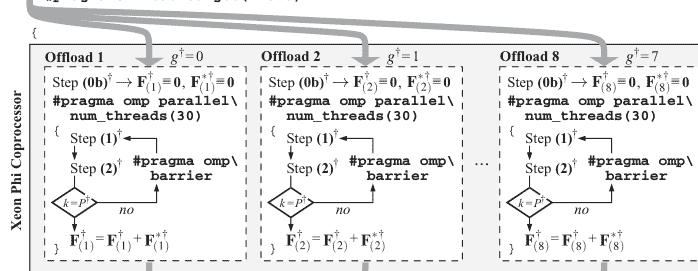 {
Xeon Phi Coprocessor
Offload 1 g†=0
Step (0b)† → F†(1)≡0, F*†(1)≡0
#pragma omp parallel\
num_threads(30)
{
Step (1)†
Step (2)†
#pragma omp\
barrier
k=P†
no
F†(1)=F†(1)+F*†(1)
}
Offload 2 g†=1
Step (0b)† → F†(2)≡0, F*†(2)≡0
#pragma omp parallel\
num_threads(30)
{
Step (1)†
Step (2)†
#pragma omp\
barrier
k=P†
no
F†(2)=F†(2)+F*†(2)
}
...
Offload 8 g†=7
Step (0b)† → F†(8)≡0, F*†(8)≡0
#pragma omp parallel\
num_threads(30)
{
Step (1)†
Step (2)†
#pragma omp\
barrier
k=P†
no
F†(8)=F†(8)+F*†(8)
}